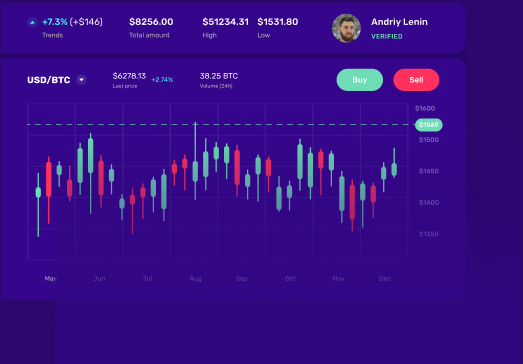 +7.3% (+$146)
Trends
$8256.00
Total amount
$51234.31
High
$1531.80
Low
Andriy Lenin
VERIFIED
USD/BTC
$6278.13 +2.74%
Last price
38.25 BTC
Volume (24h)
Buy
Sell
$1600
$1569
$1500
$1450
$1400
$1350
May Jun Jul Aug Sep Oct Nov Dec